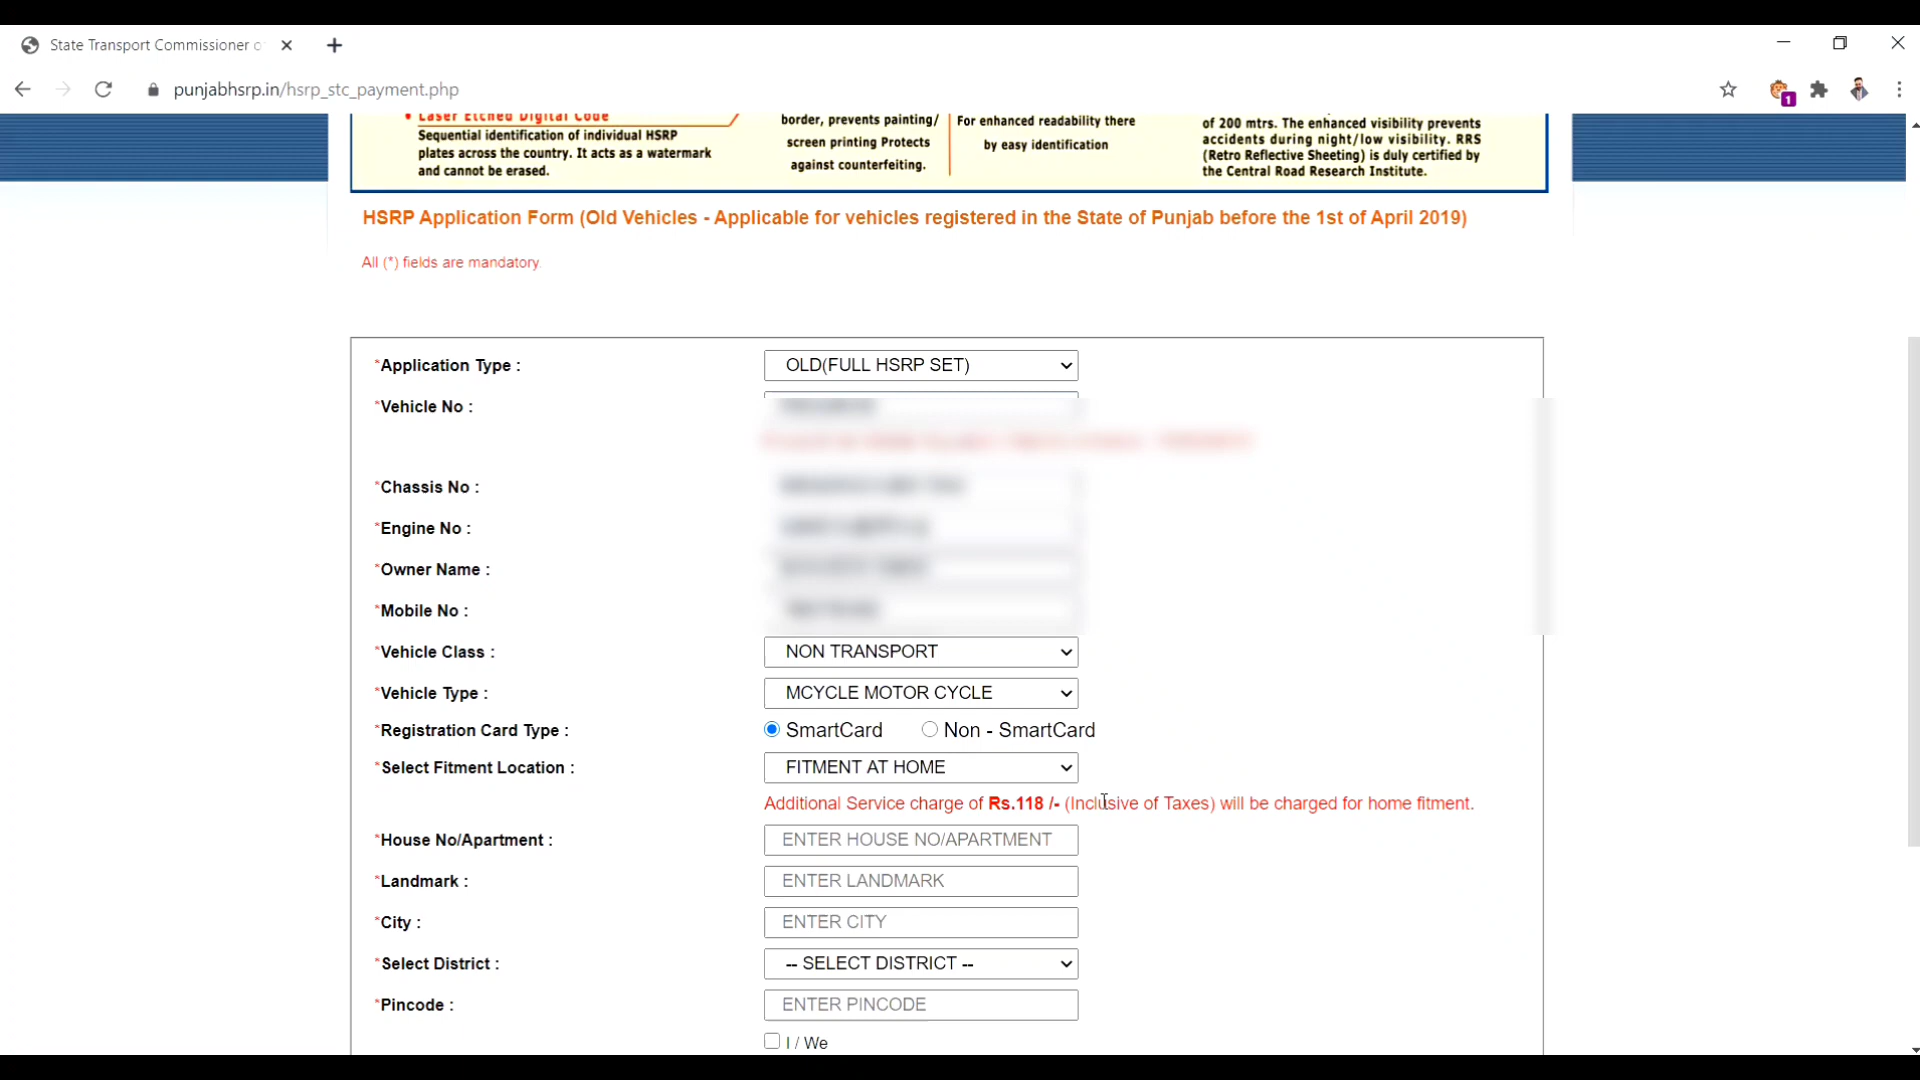 State Transport Commissioner o
punjabhsrp.in/hsrp_stc_payment.php
1
• Laser Etched Digital Code
Sequential identification of individual HSRP
plates across the country. It acts as a watermark
and cannot be erased.
border, prevents painting/
screen printing Protects
against counterfeiting.
For enhanced readability there
by easy identification
of 200 mtrs. The enhanced visibility prevents
accidents during night/low visibility. RRS
(Retro Reflective Sheeting) is duly certified by
the Central Road Research Institute.
HSRP Application Form (Old Vehicles - Applicable for vehicles registered in the State of Punjab before the 1st of April 2019)
All (*) fields are mandatory.
*Application Type : OLD(FULL HSRP SET)
*Vehicle No :
*Chassis No :
*Engine No :
*Owner Name :
*Mobile No :
*Vehicle Class : NON TRANSPORT
*Vehicle Type : MCYCLE MOTOR CYCLE
*Registration Card Type : SmartCard Non - SmartCard
*Select Fitment Location : FITMENT AT HOME
Additional Service charge of Rs.118 /- (Inclusive of Taxes) will be charged for home fitment.
*House No/Apartment : ENTER HOUSE NO/APARTMENT
*Landmark : ENTER LANDMARK
*City : ENTER CITY
*Select District : -- SELECT DISTRICT --
*Pincode : ENTER PINCODE
I / We